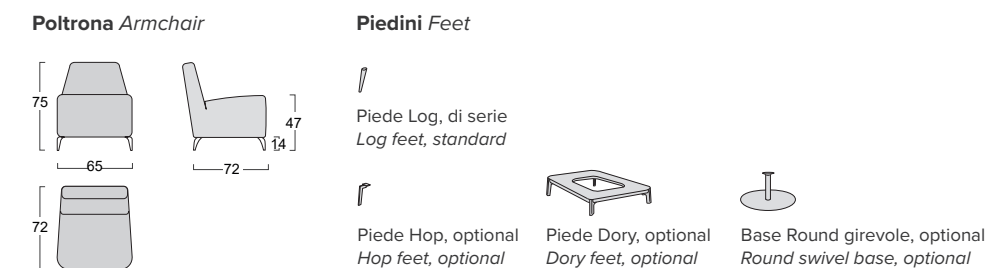 Poltrona Armchair
75
65
47
14
72
72
Piedini Feet
Piede Log, di serie
Log feet, standard
Piede Hop, optional
Hop feet, optional
Piede Dory, optional
Dory feet, optional
Base Round girevole, optional
Round swivel base, optional